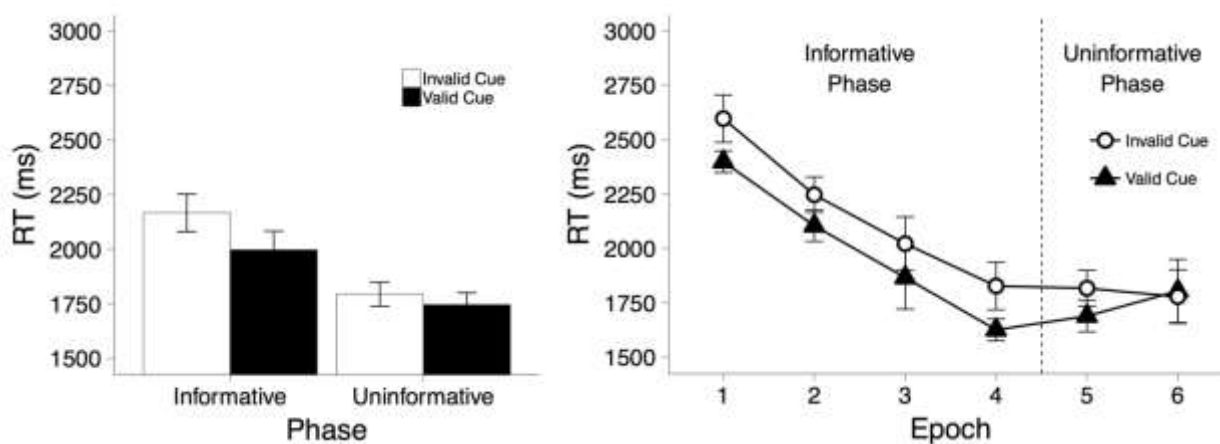 3000
2750
2500
2250
2000
1750
1500
RT (ms)
Invalid Cue
Valid Cue
Informative
Uninformative
Phase
3000
2750
2500
2250
2000
1750
1500
RT (ms)
Informative
Phase
Uninformative
Phase
Invalid Cue
Valid Cue
1 2 3 4 5 6
Epoch